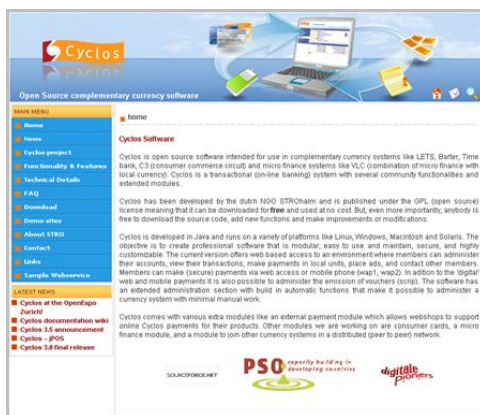 Cyclos
Open Source complementary currency software
MAIN MENU
Home
News
Cyclos project
Functionality & Features
Technical Details
FAQ
Download
Demo sites
About STRO
Contact
Links
Sample Webservice
LATEST NEWS
Cyclos at the OpenExpo
Zurich!
Cyclos documentation wiki
Cyclos 3.5 announcement
Cyclos - jPOS
Cyclos 3.0 final release
home
Cyclos Software
Cyclos is open source software intended for use in complementary currency systems like LETS, Barter, Time
bank, C3 (consumer commerce circuit) and micro finance systems like VLC (combination of micro finance with
local currency). Cyclos is a transactional (on-line banking) system with several community functionalities and
extended modules.
Cyclos has been developed by the dutch NGO STROhalm and is published under the GPL (open source)
license meaning that it can be downloaded for free and used at no cost. But, even more importantly, anybody is
free to download the source code, add new functions and make improvements or modifications.
Cyclos is developed in Java and runs on a variety of platforms like Linux, Windows, Macintosh and Solaris. The
objective is to create professional software that is modular, easy to use and maintain, secure, and highly
customizable. The current version offers web based access to an environment where members can administer
their accounts, view their transactions, make payments in local units, place ads, and contact other members.
Members can make (secure) payments via web access or mobile phone (wap1, wap2). In adition to the 'digital'
web and mobile payments it is also possible to administer the emission of vouchers (scrip). The software has
an extended administration section with build in automatic functions that make it possible to administer a
currency system with minimal manual work.
Cyclos comes with various extra modules like an external payment module which allows webshops to support
online Cyclos payments for their products. Other modules we are working on are consumer cards, a micro
finance module, and a module to join other currency systems in a distributed (peer to peer) network.
SOURCEFORGE.NET
PSO capacity building in
developing countries
digitale
Pioniers